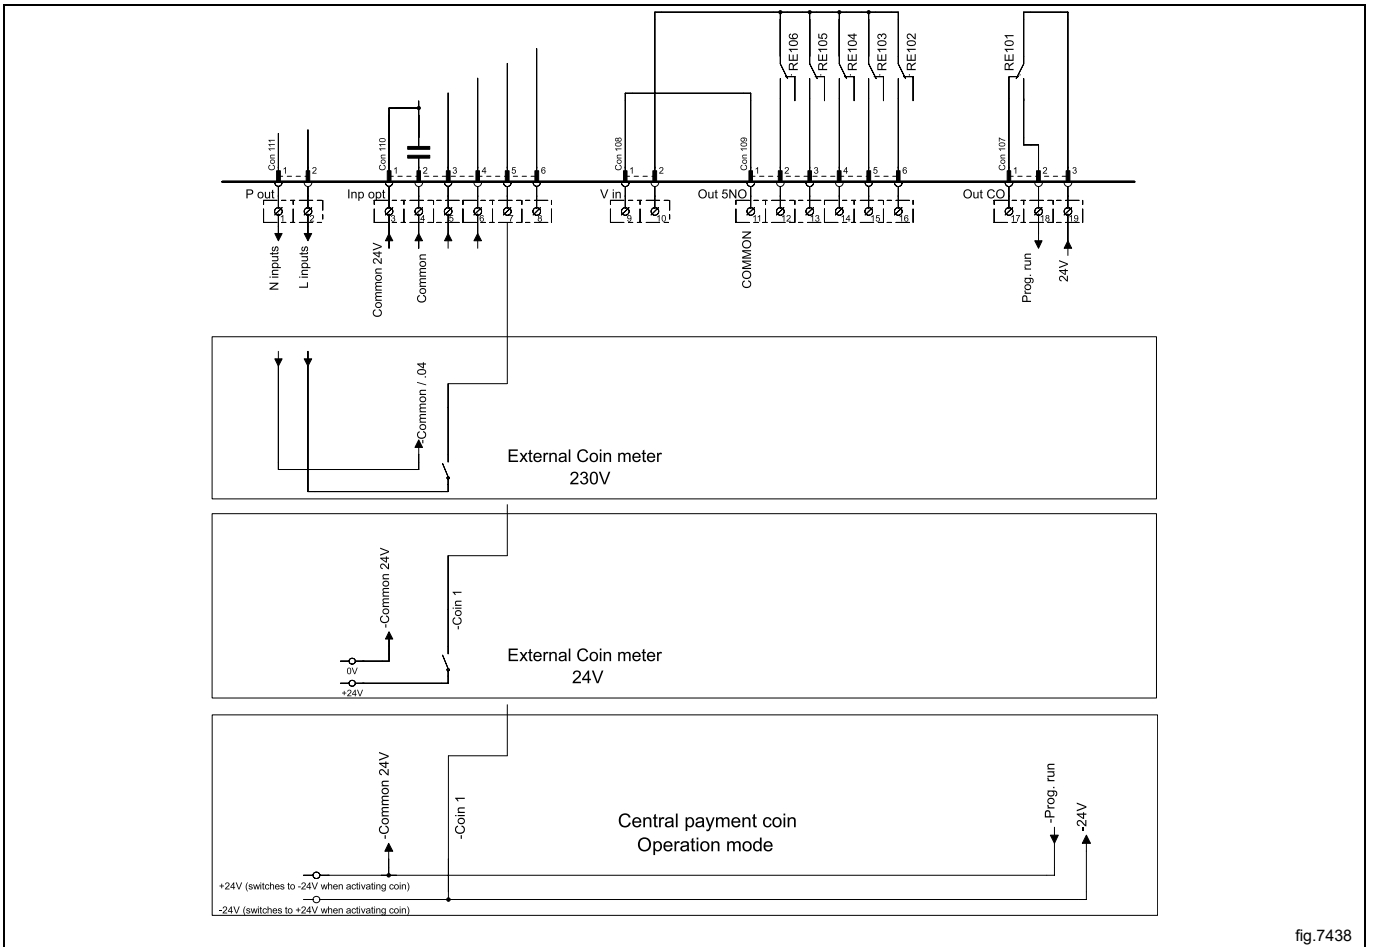 RE106 RE105 RE104 RE103 RE102 RE101
Con 111 Con 110 Con 108 Con 109 Con 107
1 2 1 2 3 4 5 6 1 2 1 2 3 4 5 6 1 2 3
P out Inp opt V in Out 5NO Out CO
1 2 3 4 5 6 7 8 9 10 11 12 13 14 15 16 17 18 19
N inputs
L inputs
Common 24V
Common
COMMON
Prog. run
24V
-Common / .04
External Coin meter
230V
-Common 24V
-Coin 1
0V
+24V
External Coin meter
24V
-Common 24V
-Coin 1
Central payment coin
Operation mode
-Prog. run
-24V
+24V (switches to -24V when activating coin)
-24V (switches to +24V when activating coin)
fig.7438